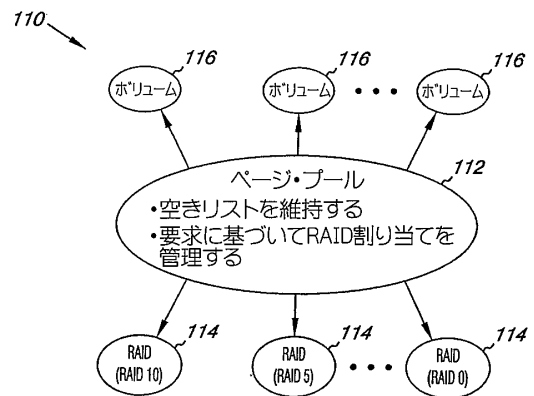 110
116 116 116
ボリューム ボリューム ••• ボリューム
112
ページ・プール
・空きリストを維持する
・要求に基づいてRAID割り当てを
管理する
114 114 114
RAID RAID RAID
(RAID 10) (RAID 5) ••• (RAID 0)